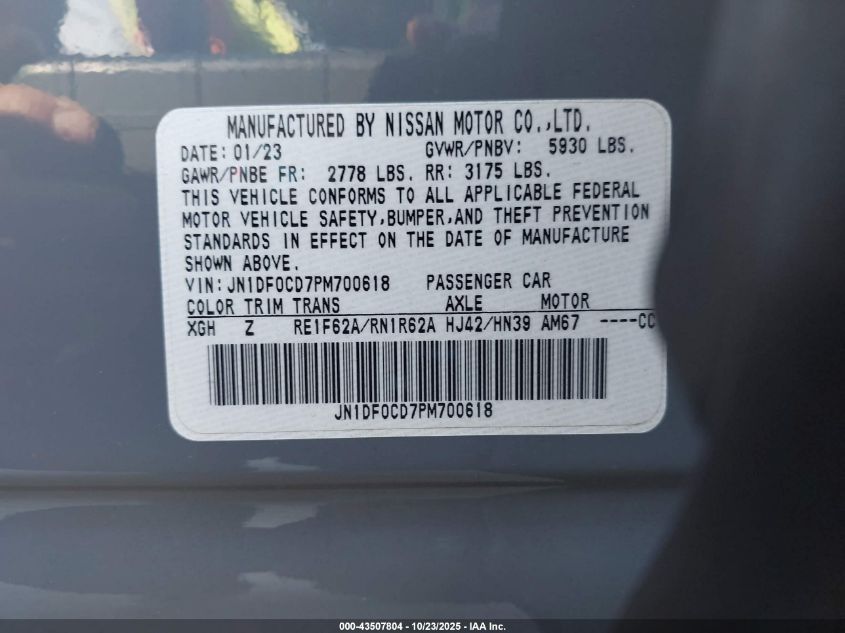 MANUFACTURED BY NISSAN MOTOR CO.,LTD.
DATE: 01/23 GVWR/PNBV: 5930 LBS.
GAWR/PNBE FR: 2778 LBS. RR: 3175 LBS.
THIS VEHICLE CONFORMS TO ALL APPLICABLE FEDERAL
MOTOR VEHICLE SAFETY,BUMPER,AND THEFT PREVENTION
STANDARDS IN EFFECT ON THE DATE OF MANUFACTURE
SHOWN ABOVE.
VIN:JN1DF0CD7PM700618 PASSENGER CAR
COLOR TRIM TRANS AXLE MOTOR
XGH Z RE1F62A/RN1R62A HJ42/HN39 AM67 ----CC
JN1DF0CD7PM700618
000-43507804 - 10/23/2025 - IAA Inc.